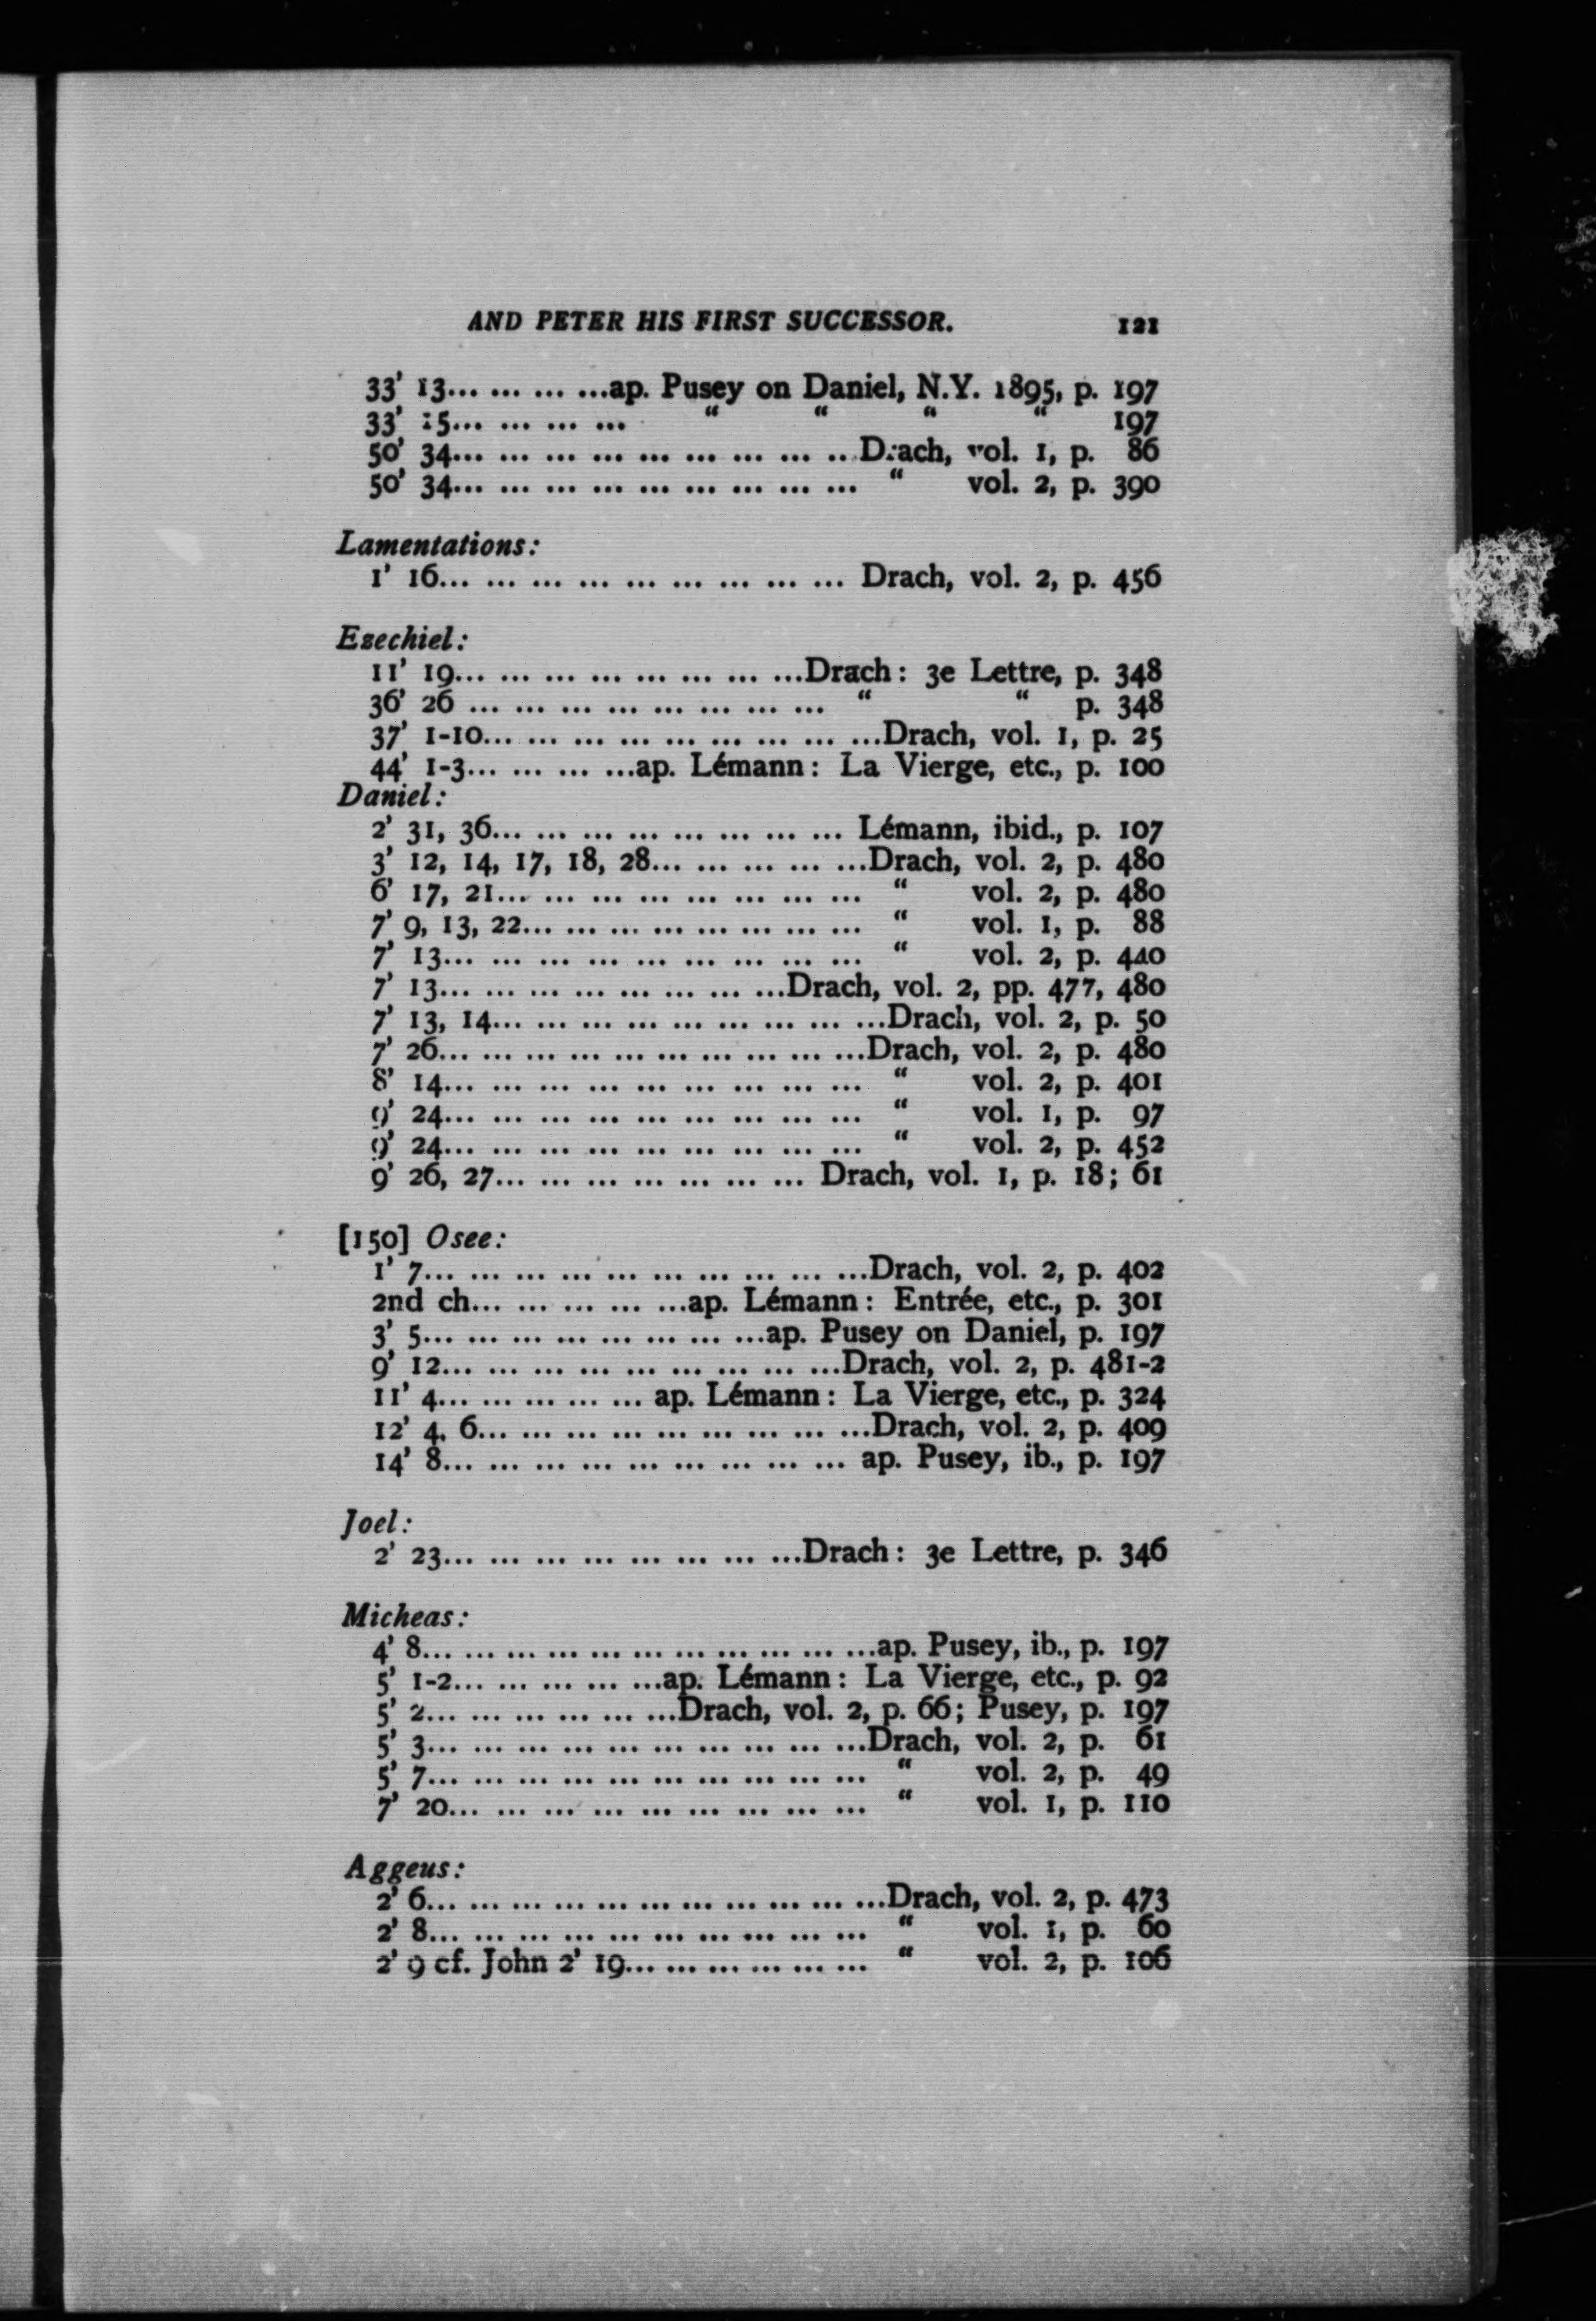 AND PETER HIS FIRST SUCCESSOR. 121
33' 13... ... ... ...ap. Pusey on Daniel, N.Y. 1895, p. 197
33' 15... ... ... ... “ “ “ “ 197
50' 34... ... ... ... ... ... ... ... .. Drach, vol. 1, p. 86
50' 34... ... ... ... ... ... ... ... ... “ vol. 2, p. 390
Lamentations:
1' 16... ... ... ... ... ... ... ... ... Drach, vol. 2, p. 456
Ezechiel:
11' 19... ... ... ... ... ... ... ...Drach: 3e Lettre, p. 348
36' 26 ... ... ... ... ... ... ... ... “ “ p. 348
37' 1-10... ... ... ... ... ... ... ... ...Drach, vol. 1, p. 25
44' 1-3... ... ... ...ap. Lémann: La Vierge, etc., p. 100
Daniel:
2' 31, 36... ... ... ... ... ... ... ... Lémann, ibid., p. 107
3' 12, 14, 17, 18, 28... ... ... ... ...Drach, vol. 2, p. 480
6' 17, 21... ... ... ... ... ... ... ... “ vol. 2, p. 480
7' 9, 13, 22... ... ... ... ... ... ... ... “ vol. 1, p. 88
7' 13... ... ... ... ... ... ... ... ... “ vol. 2, p. 440
7' 13... ... ... ... ... ... ... ...Drach, vol. 2, pp. 477, 480
7' 13, 14... ... ... ... ... ... ... ... ...Drach, vol. 2, p. 50
7' 26... ... ... ... ... ... ... ... ... ...Drach, vol. 2, p. 480
8' 14... ... ... ... ... ... ... ... ... “ vol. 2, p. 401
9' 24... ... ... ... ... ... ... ... ... “ vol. 1, p. 97
9' 24... ... ... ... ... ... ... ... ... “ vol. 2, p. 452
9' 26, 27... ... ... ... ... ... ... Drach, vol. 1, p. 18; 61
[150] Osee:
1' 7... ... ... ... ... ... ... ... ... ...Drach, vol. 2, p. 402
2nd ch... ... ... ... ...ap. Lémann: Entrée, etc., p. 301
3' 5... ... ... ... ... ... ... ...ap. Pusey on Daniel, p. 197
9' 12... ... ... ... ... ... ... ... ...Drach, vol. 2, p. 481-2
11' 4... ... ... ... ... ap. Lémann: La Vierge, etc., p. 324
12' 4, 6... ... ... ... ... ... ... ... ...Drach, vol. 2, p. 409
14' 8... ... ... ... ... ... ... ... ... ap. Pusey, ib., p. 197
Joel:
2' 23... ... ... ... ... ... ... ...Drach: 3e Lettre, p. 346
Micheas:
4' 8... ... ... ... ... ... ... ... ... ... ...ap. Pusey, ib., p. 197
5' 1-2... ... ... ... ...ap. Lémann: La Vierge, etc., p. 92
5' 2... ... ... ... ... ...Drach, vol. 2, p. 66; Pusey, p. 197
5' 3... ... ... ... ... ... ... ... ... ...Drach, vol. 2, p. 61
5' 7... ... ... ... ... ... ... ... ... ... “ vol. 2, p. 49
7' 20... ... ... ... ... ... ... ... ... “ vol. 1, p. 110
Aggeus:
2' 6... ... ... ... ... ... ... ... ... ... ...Drach, vol. 2, p. 473
2' 8... ... ... ... ... ... ... ... ... ... “ vol. 1, p. 60
2' 9 cf. John 2' 19... ... ... ... ... ... “ vol. 2, p. 106